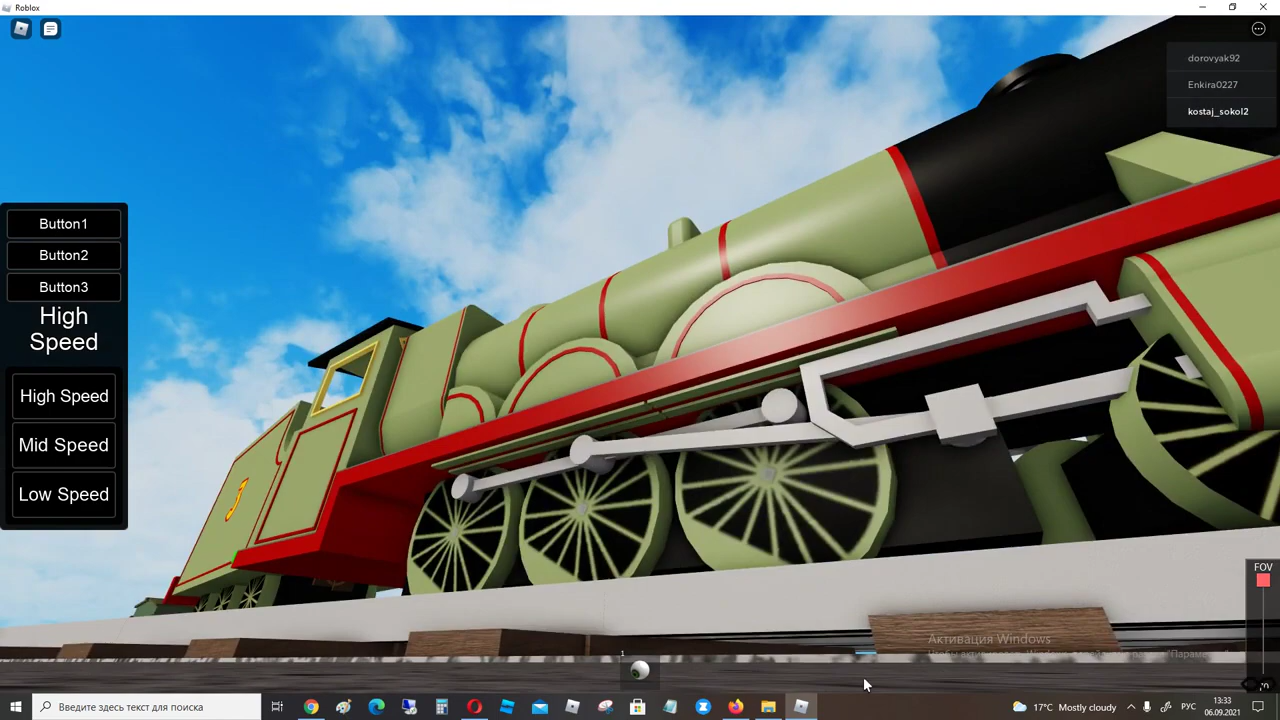 Roblox
dorovyak92
Enkira0227
kostaj_sokol2
Button1
Button2
Button3
High
Speed
High Speed
Mid Speed
Low Speed
FOV
Активация Windows
1
Введите здесь текст для поиска
17°C Mostly cloudy
РУС
13:33
06.09.2021